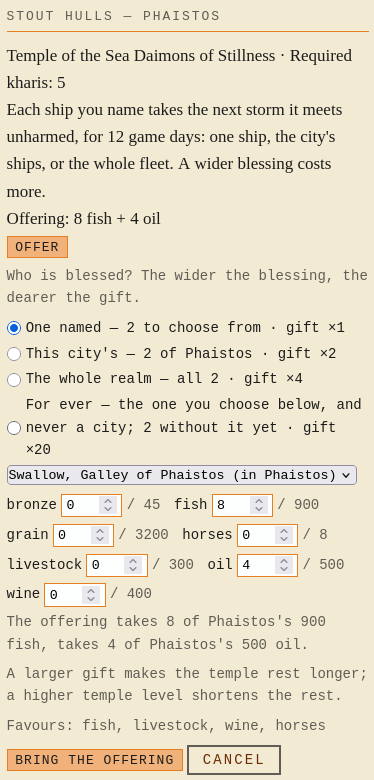 STOUT HULLS — PHAISTOS
Temple of the Sea Daimons of Stillness · Required
kharis: 5
Each ship you name takes the next storm it meets
unharmed, for 12 game days: one ship, the city's
ships, or the whole fleet. A wider blessing costs
more.
Offering: 8 fish + 4 oil
OFFER
Who is blessed? The wider the blessing, the
dearer the gift.
One named — 2 to choose from · gift ×1
This city's — 2 of Phaistos · gift ×2
The whole realm — all 2 · gift ×4
For ever — the one you choose below, and
never a city; 2 without it yet · gift
×20
Swallow, Galley of Phaistos (in Phaistos)
bronze 0 / 45 fish 8 / 900
grain 0 / 3200 horses 0 / 8
livestock 0 / 300 oil 4 / 500
wine 0 / 400
The offering takes 8 of Phaistos's 900
fish, takes 4 of Phaistos's 500 oil.
A larger gift makes the temple rest longer;
a higher temple level shortens the rest.
Favours: fish, livestock, wine, horses
BRING THE OFFERING CANCEL